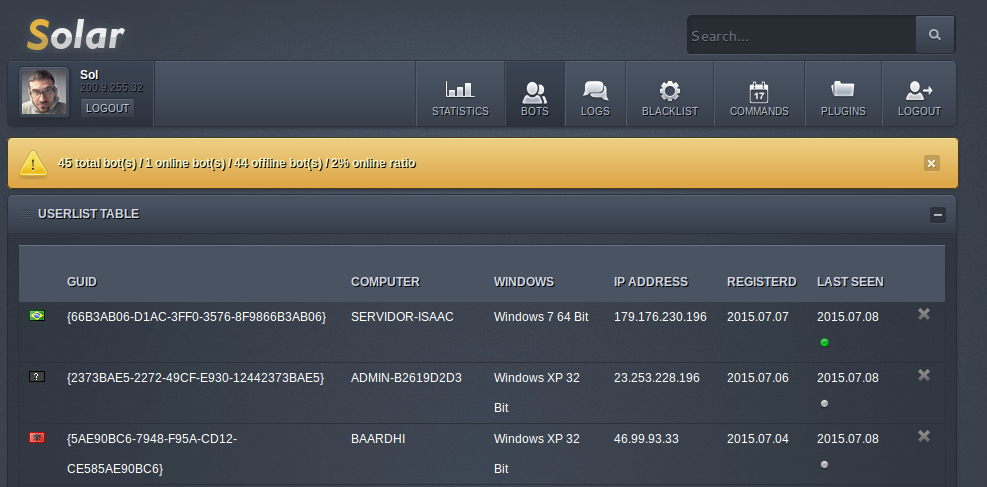 Solar
Search...
Sol
200.9.255.32
LOGOUT
STATISTICS
BOTS
LOGS
17
BLACKLIST
COMMANDS
PLUGINS
LOGOUT
45 total bot(s) / 1 online bot(s) / 44 offline bot(s) / 2% online ratio
USERLIST TABLE
GUID COMPUTER WINDOWS IP ADDRESS REGISTERD LAST SEEN
{66B3AB06-D1AC-3FF0-3576-8F9866B3AB06} SERVIDOR-ISAAC Windows 7 64 Bit 179.176.230.196 2015.07.07 2015.07.08
? {2373BAE5-2272-49CF-E930-12442373BAE5} ADMIN-B2619D2D3 Windows XP 32 23.253.228.196 2015.07.06 2015.07.08
Bit
{5AE90BC6-7948-F95A-CD12- BAARDHI Windows XP 32 46.99.93.33 2015.07.04 2015.07.08
CE585AE90BC6} Bit